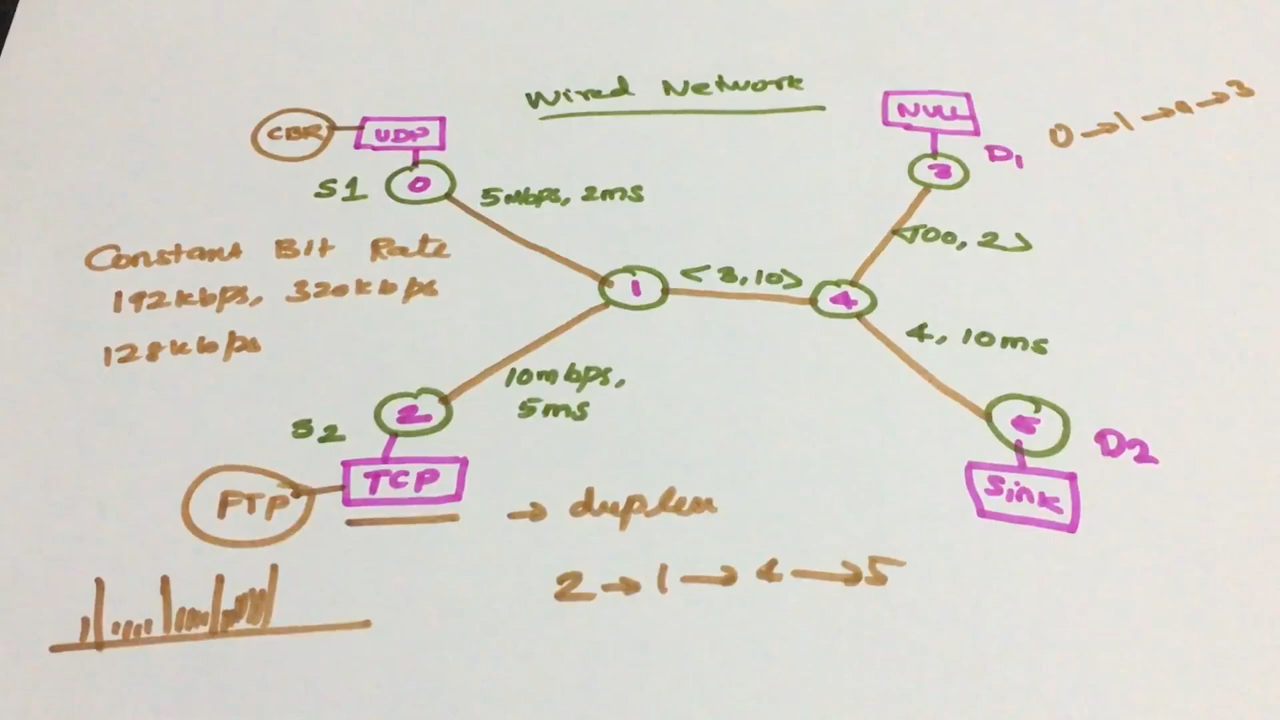 Wired Network
CBR
UDP
0
S1
5Mbps, 2ms
NULL
3
D1
0→1→4→3
Constant Bit Rate
192kbps, 320kbps
128kbps
1
<3,10>
4
4, 10ms
10mbps,
5ms
2
S2
TCP
FTP
→ duplex
2→1→4→5
5
D2
Sink